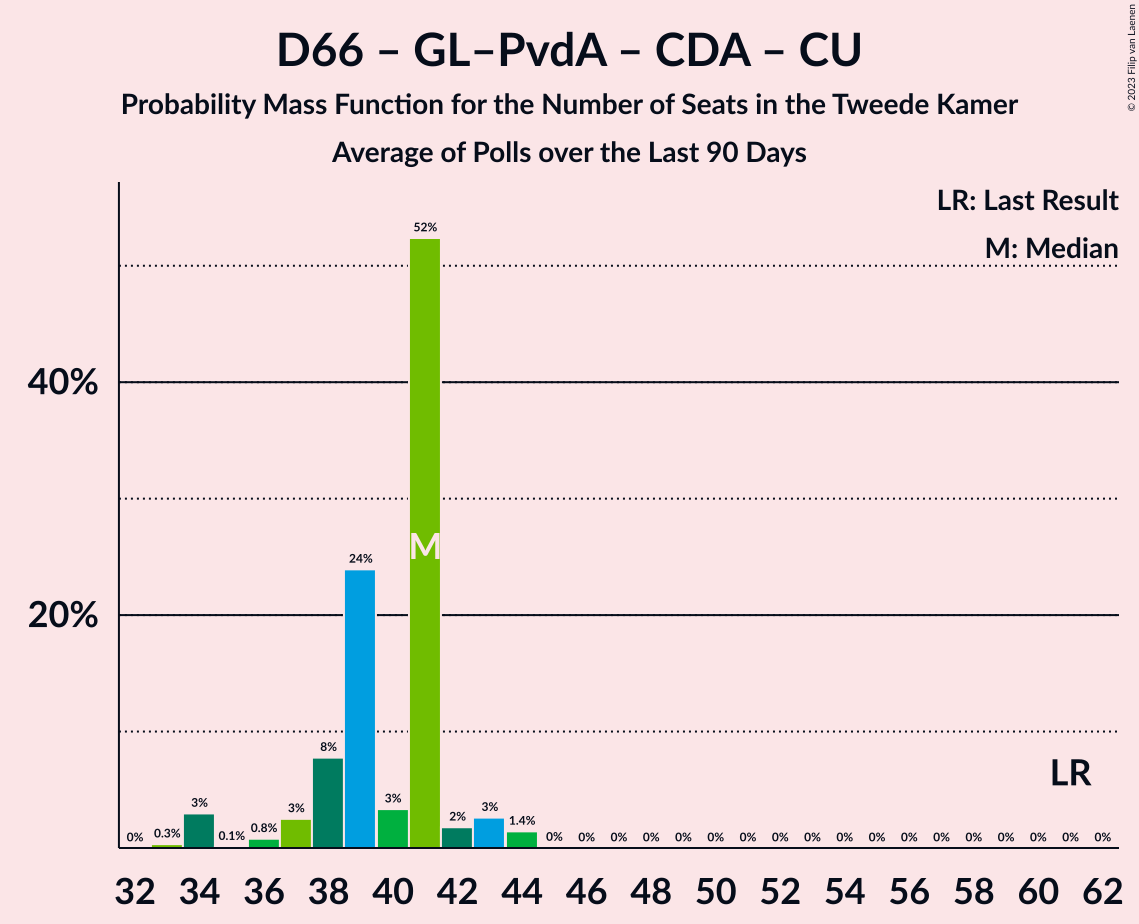 D66 – GL–PvdA – CDA – CU
Probability Mass Function for the Number of Seats in the Tweede Kamer
Average of Polls over the Last 90 Days
© 2023 Filip van Laenen
LR: Last Result
M: Median
52%
40%
24%
M
20%
8%
LR
0% 0.3% 3% 0.1% 0.8% 3% 3% 2% 3% 1.4% 0% 0% 0% 0% 0% 0% 0% 0% 0% 0% 0% 0% 0% 0% 0% 0% 0% 0%
32 34 36 38 40 42 44 46 48 50 52 54 56 58 60 62